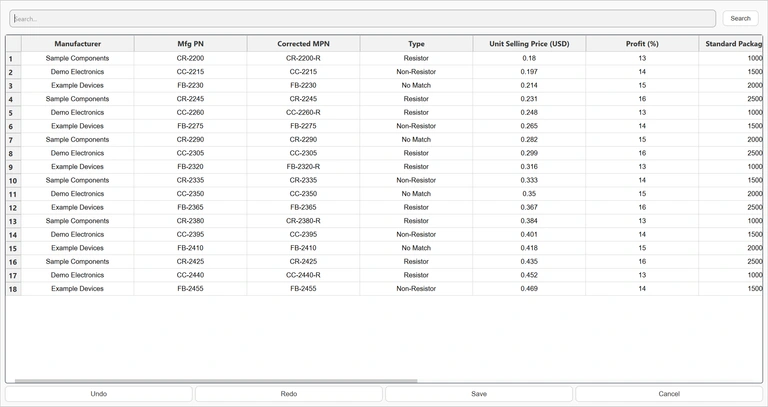 Search... Search
Manufacturer Mfg PN Corrected MPN Type Unit Selling Price (USD) Profit (%) Standard Packag
1 Sample Components CR-2200 CR-2200-R Resistor 0.18 13 1000
2 Demo Electronics CC-2215 CC-2215 Non-Resistor 0.197 14 1500
3 Example Devices FB-2230 FB-2230 No Match 0.214 15 2000
4 Sample Components CR-2245 CR-2245 Resistor 0.231 16 2500
5 Demo Electronics CC-2260 CC-2260-R Resistor 0.248 13 1000
6 Example Devices FB-2275 FB-2275 Non-Resistor 0.265 14 1500
7 Sample Components CR-2290 CR-2290 No Match 0.282 15 2000
8 Demo Electronics CC-2305 CC-2305 Resistor 0.299 16 2500
9 Example Devices FB-2320 FB-2320-R Resistor 0.316 13 1000
10 Sample Components CR-2335 CR-2335 Non-Resistor 0.333 14 1500
11 Demo Electronics CC-2350 CC-2350 No Match 0.35 15 2000
12 Example Devices FB-2365 FB-2365 Resistor 0.367 16 2500
13 Sample Components CR-2380 CR-2380-R Resistor 0.384 13 1000
14 Demo Electronics CC-2395 CC-2395 Non-Resistor 0.401 14 1500
15 Example Devices FB-2410 FB-2410 No Match 0.418 15 2000
16 Sample Components CR-2425 CR-2425 Resistor 0.435 16 2500
17 Demo Electronics CC-2440 CC-2440-R Resistor 0.452 13 1000
18 Example Devices FB-2455 FB-2455 Non-Resistor 0.469 14 1500
Undo Redo Save Cancel